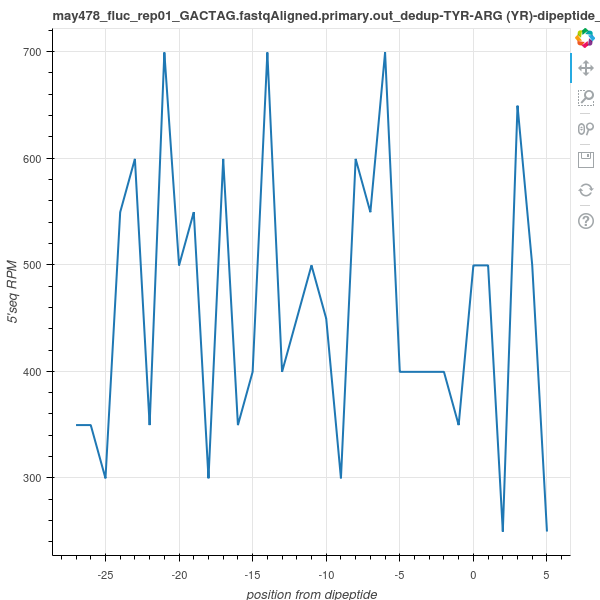 may478_fluc_rep01_GACTAG.fastqAligned.primary.out_dedup-TYR-ARG (YR)-dipeptide_
700
600
500
400
300
5'seq RPM
-25 -20 -15 -10 -5 0 5
position from dipeptide